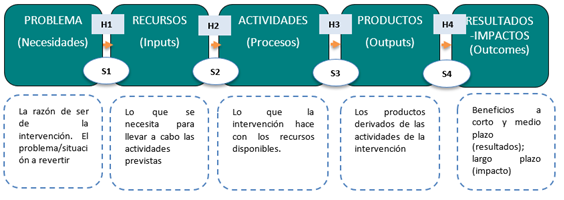 PROBLEMA
(Necesidades)
H1
S1
RECURSOS
(Inputs)
H2
S2
ACTIVIDADES
(Procesos)
H3
S3
PRODUCTOS
(Outputs)
H4
S4
RESULTADOS
-IMPACTOS
(Outcomes)
La razón de ser
de la
intervención. El
problema/situaci
ón a revertir
Lo que se
necesita para
llevar a cabo las
actividades
previstas
Lo que la
intervención hace
con los recursos
disponibles.
Los productos
derivados de las
actividades de la
intervención
Beneficios a
corto y medio
plazo
(resultados);
largo plazo
(impacto)